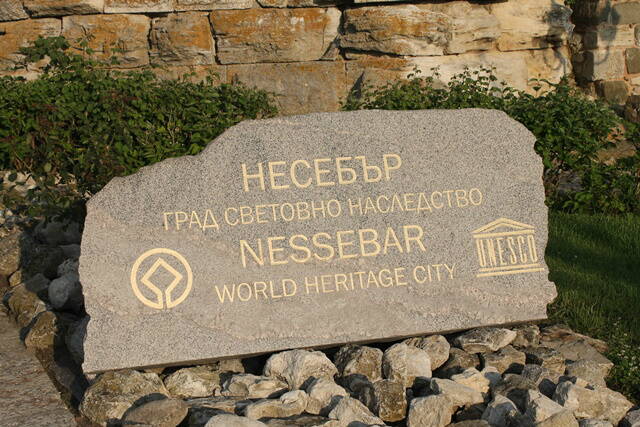 НЕСЕБЪР
ГРАД СВЕТОВНО НАСЛЕДСТВО
NESSEBAR
WORLD HERITAGE CITY
UNESCO